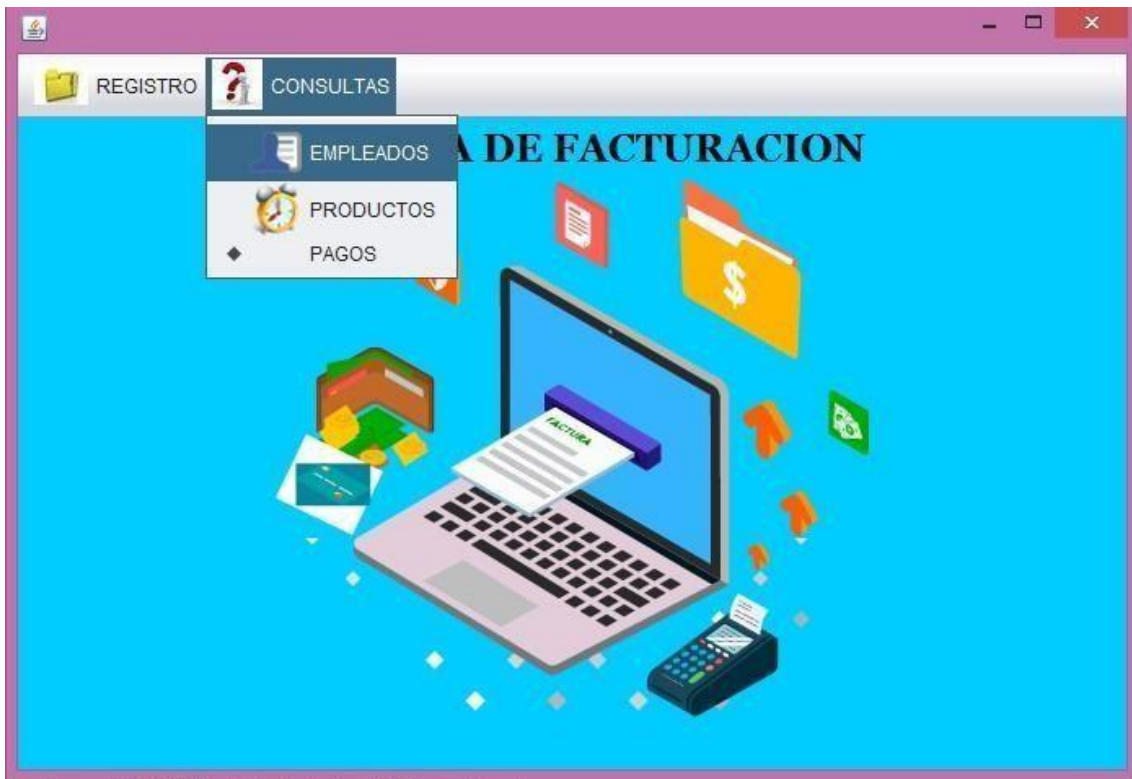 REGISTRO CONSULTAS
EMPLEADOS
A DE FACTURACION
PRODUCTOS
PAGOS
$
FACTURA